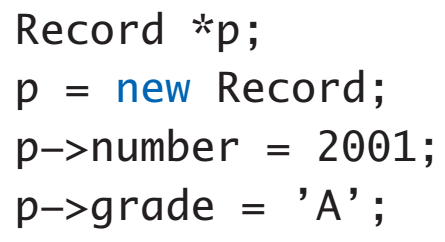 Record *p;
p = new Record;
p–>number = 2001;
p–>grade = ’A’;